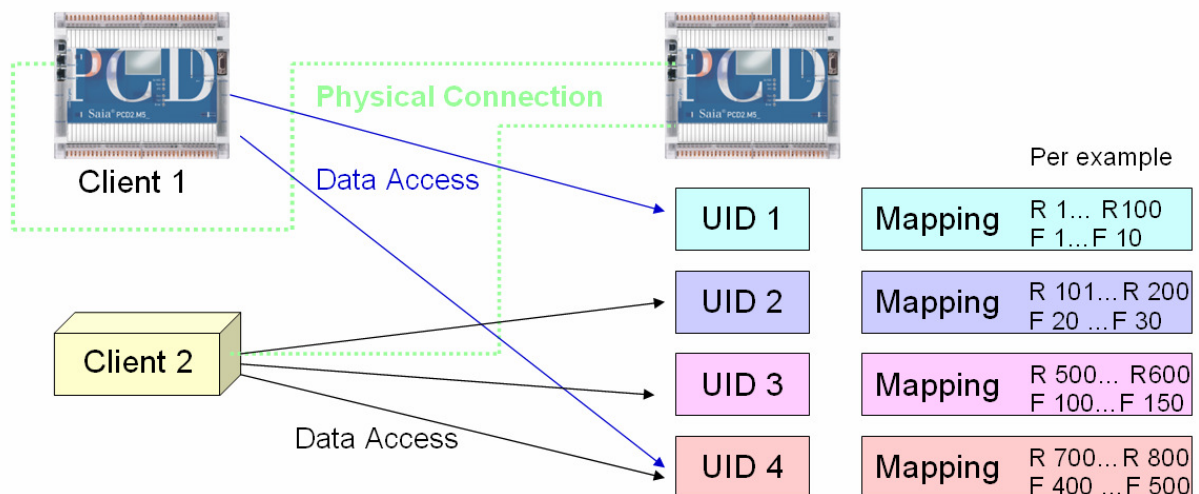 PCD
Saia® PCD2.M5_
Client 1
Physical Connection
PCD
Saia® PCD2.M5_
Data Access
Per example
UID 1
Mapping
R 1... R100
F 1...F 10
UID 2
Mapping
R 101...R 200
F 20 ...F 30
Client 2
UID 3
Mapping
R 500... R600
F 100...F 150
Data Access
UID 4
Mapping
R 700...R 800
F 400 ...F 500